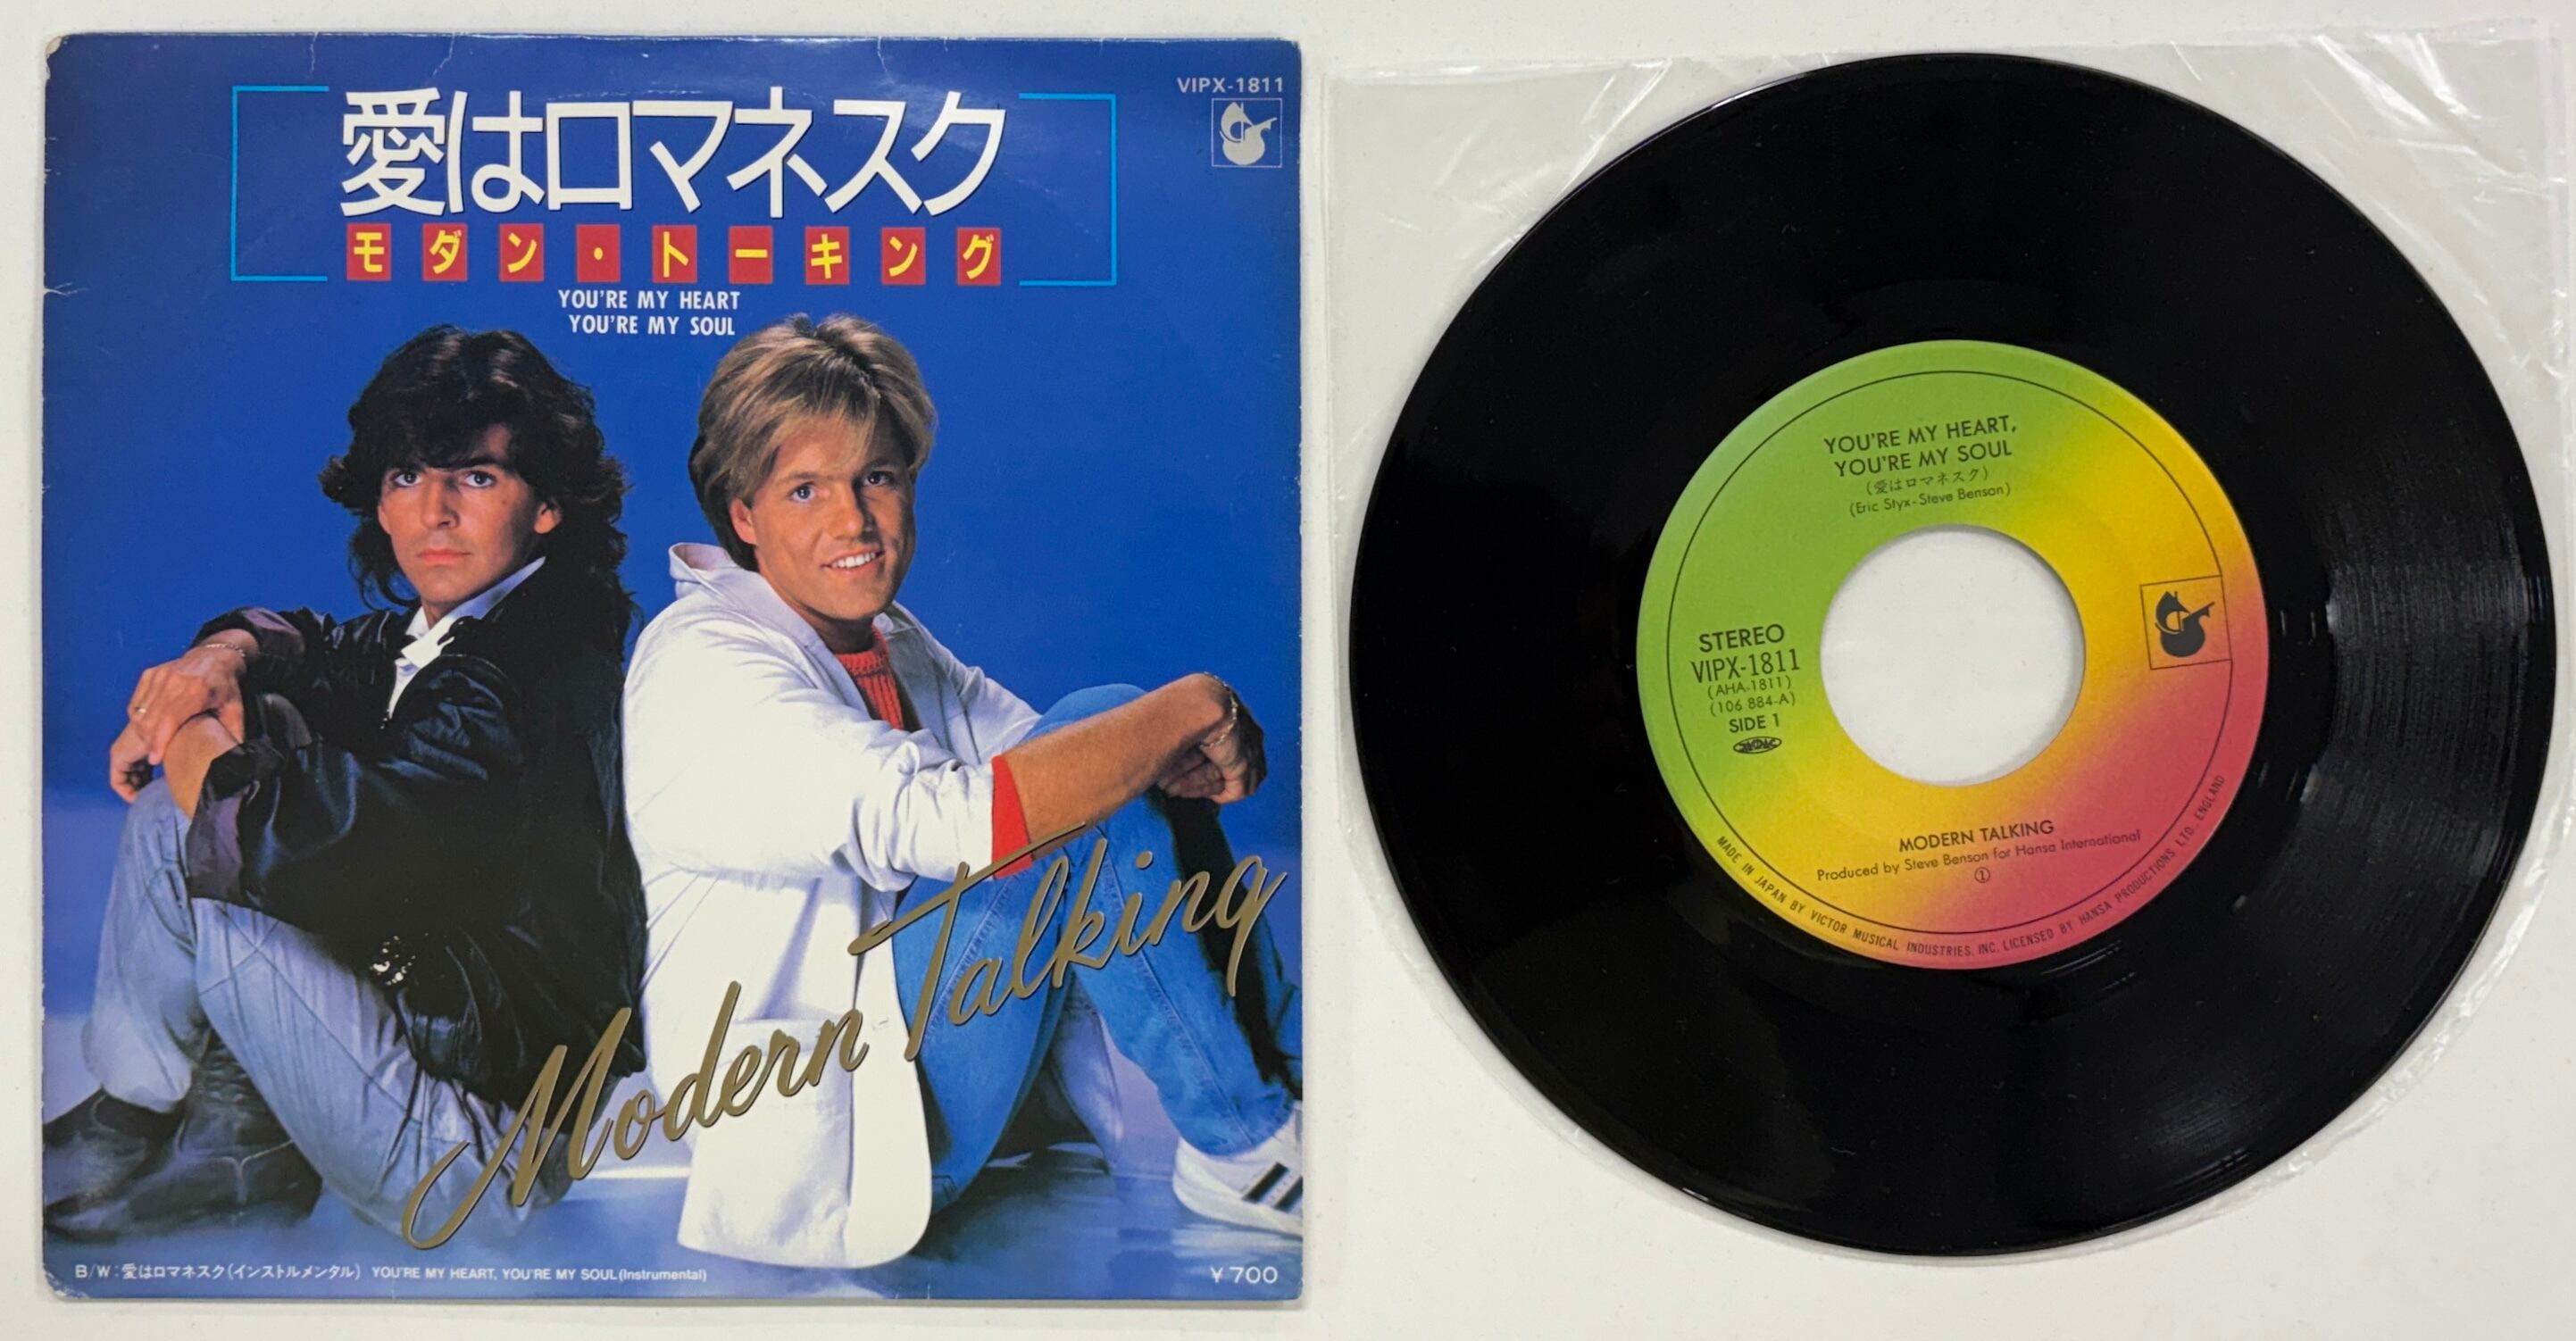 VIPX-1811
愛はロマネスク
モダン・トーキング
YOU'RE MY HEART
YOU'RE MY SOUL
Modern Talking
B/W:愛はロマネスク(インストルメンタル) YOU'RE MY HEART, YOU'RE MY SOUL(Instrumental)
¥700
YOU'RE MY HEART,
YOU'RE MY SOUL
(愛はロマネスク)
(Eric Styx-Steve Benson)
STEREO
VIPX-1811
(AHA-1811)
(106 884-A)
SIDE 1
JASRAC
MODERN TALKING
Produced by Steve Benson for Hansa International
①
MADE IN JAPAN BY VICTOR MUSICAL INDUSTRIES, INC. LICENSED BY HANSA PRODUCTIONS LTD. ENGLAND